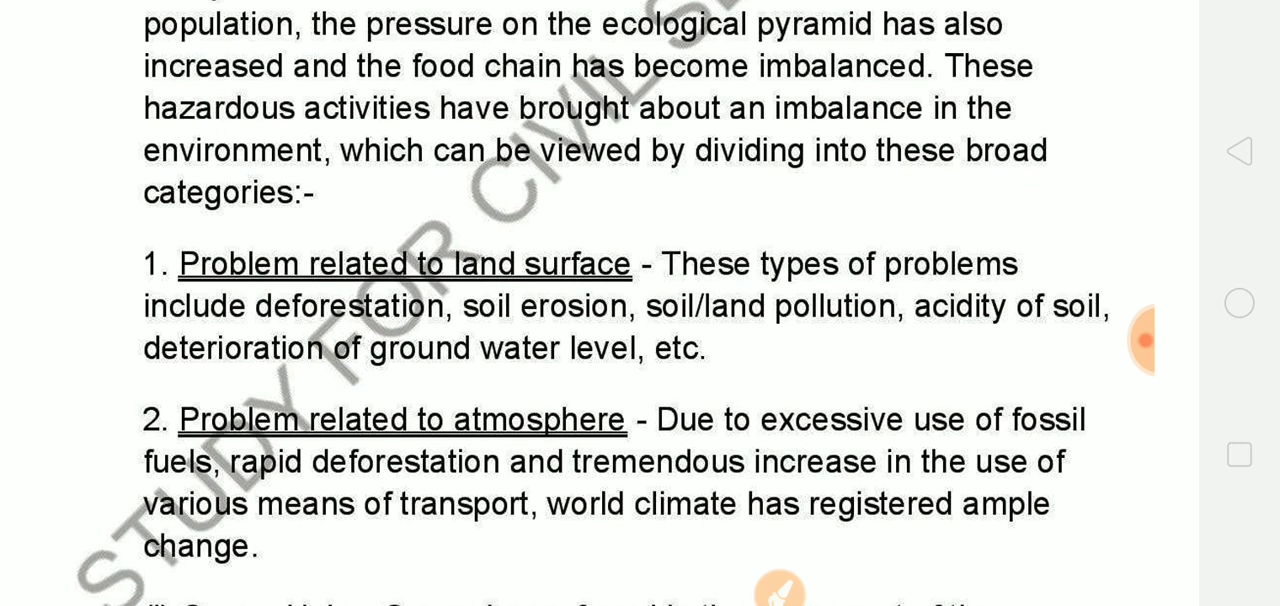 population, the pressure on the ecological pyramid has also
increased and the food chain has become imbalanced. These
hazardous activities have brought about an imbalance in the
environment, which can be viewed by dividing into these broad
categories:-
1. Problem related to land surface - These types of problems
include deforestation, soil erosion, soil/land pollution, acidity of soil,
deterioration of ground water level, etc.
2. Problem related to atmosphere - Due to excessive use of fossil
fuels, rapid deforestation and tremendous increase in the use of
various means of transport, world climate has registered ample
change.
STUDY FOR CIVIL